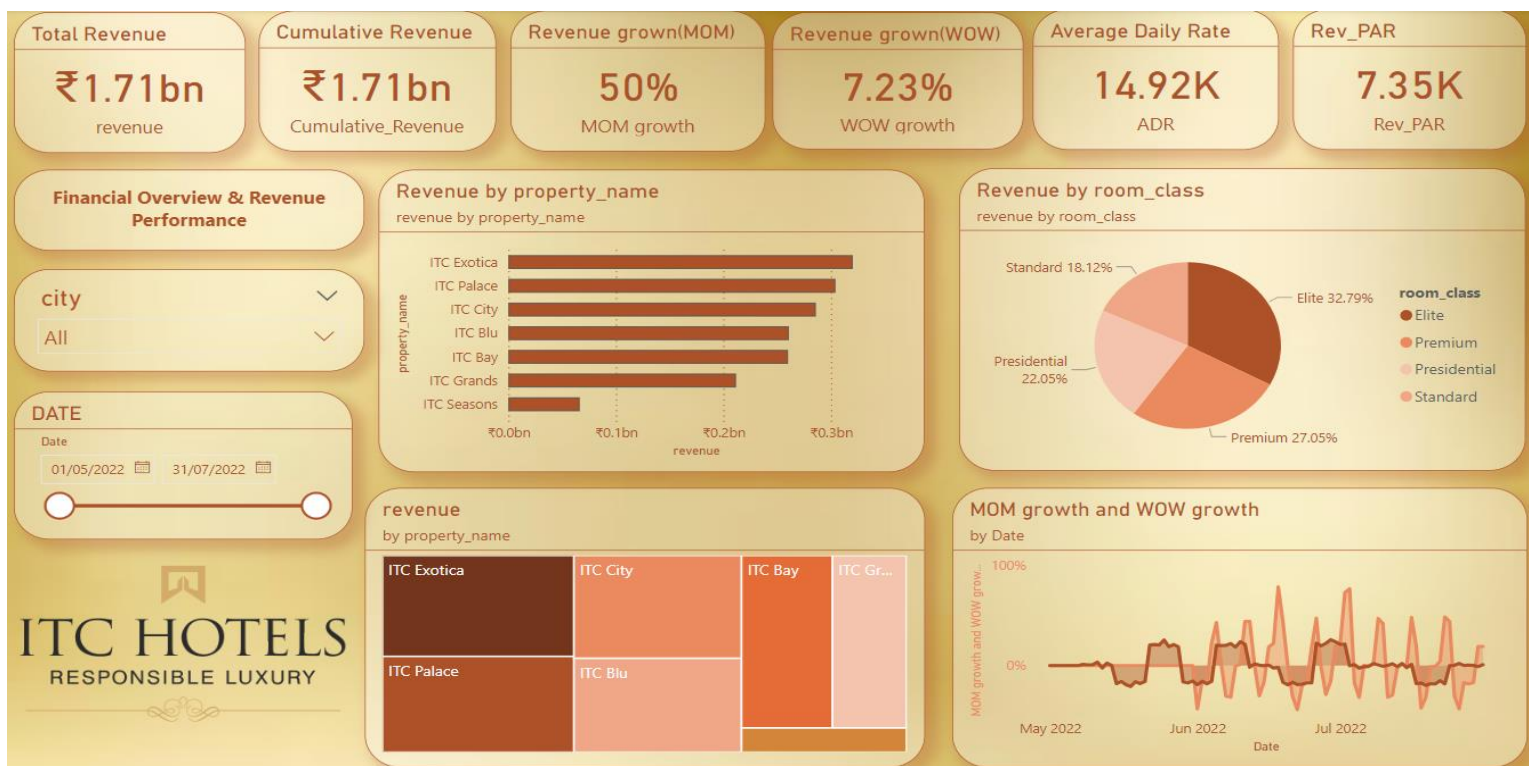 Total Revenue
₹1.71bn
revenue
Cumulative Revenue
₹1.71bn
Cumulative_Revenue
Revenue grown(MOM)
50%
MOM growth
Revenue grown(WOW)
7.23%
WOW growth
Average Daily Rate
14.92K
ADR
Rev_PAR
7.35K
Rev_PAR
Financial Overview & Revenue
Performance
city
All
DATE
Date
01/05/2022
31/07/2022
ITC HOTELS
RESPONSIBLE LUXURY
Revenue by property_name
revenue by property_name
property_name
ITC Exotica
ITC Palace
ITC City
ITC Blu
ITC Bay
ITC Grands
ITC Seasons
₹0.0bn
₹0.1bn
₹0.2bn
₹0.3bn
revenue
Revenue by room_class
revenue by room_class
Standard 18.12%
Elite 32.79%
Presidential
22.05%
Premium 27.05%
room_class
Elite
Premium
Presidential
Standard
revenue
by property_name
ITC Exotica
ITC City
ITC Bay
ITC Gr...
ITC Palace
ITC Blu
MOM growth and WOW growth
by Date
MOM growth and WOW grow...
100%
0%
May 2022
Jun 2022
Jul 2022
Date